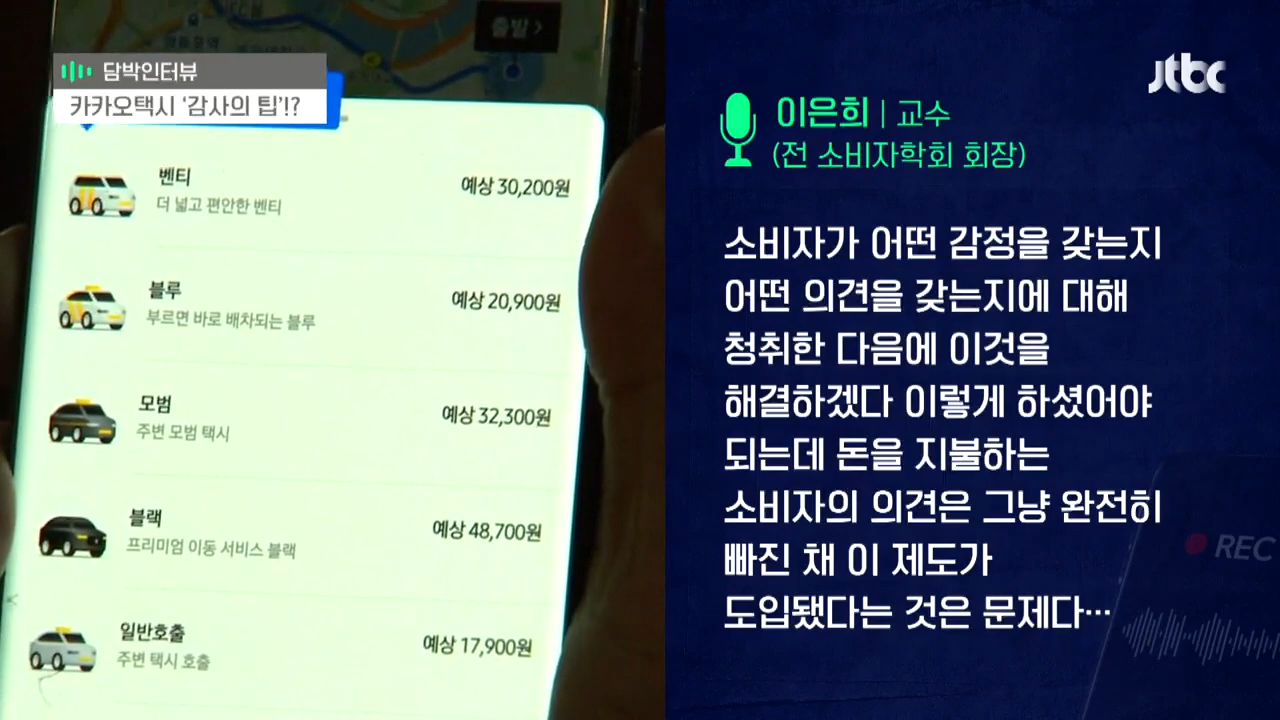 출발 >
담박인터뷰
카카오택시 '감사의 팁'!?
벤티
예상 30,200원
더 넓고 편안한 벤티
블루
예상 20,900원
부르면 바로 배차되는 블루
모범
예상 32,300원
주변 모범 택시
블랙
예상 48,700원
프리미엄 이동 서비스 블랙
일반호출
예상 17,900원
주변 택시 호출
jtbc
이은희 | 교수
(전 소비자학회 회장)
소비자가 어떤 감정을 갖는지
어떤 의견을 갖는지에 대해
청취한 다음에 이것을
해결하겠다 이렇게 하셨어야
되는데 돈을 지불하는
소비자의 의견은 그냥 완전히
빠진 채 이 제도가
도입됐다는 것은 문제다…
REC